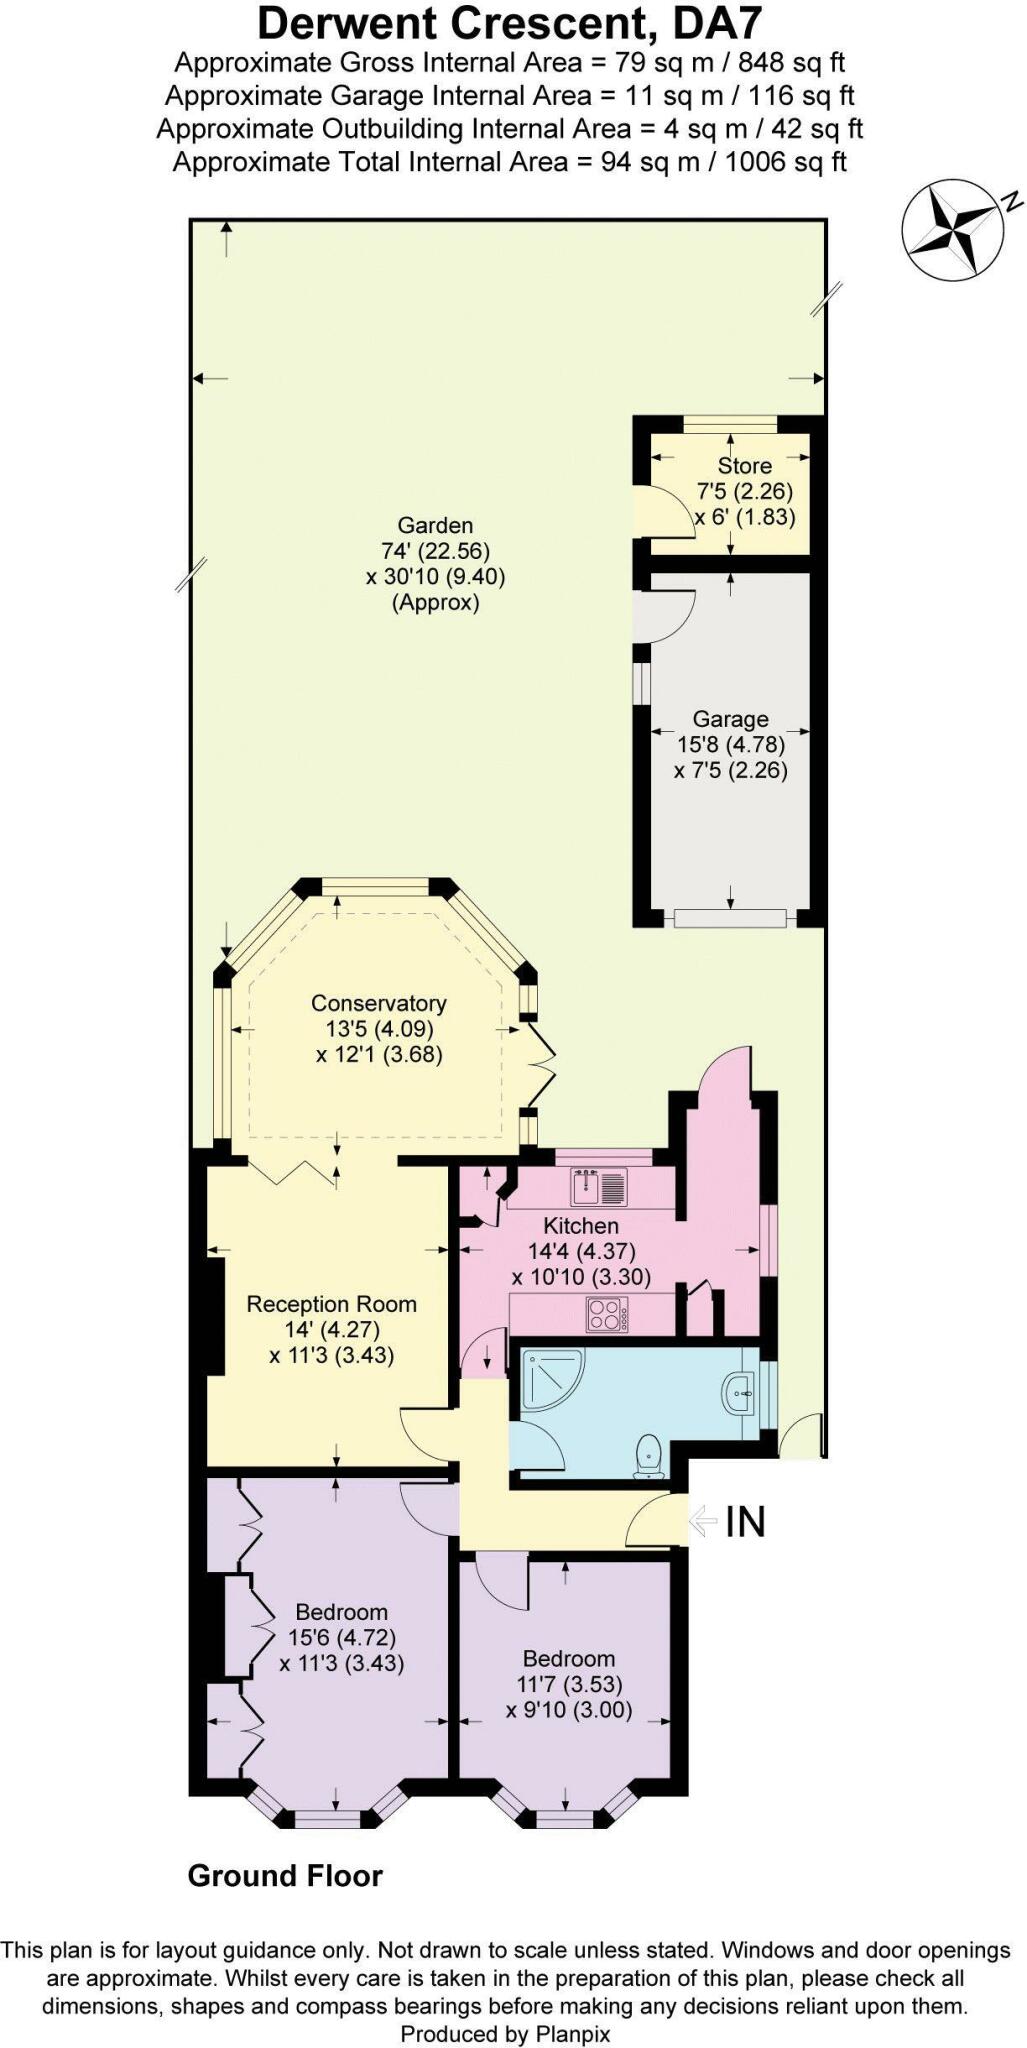 Derwent Crescent, DA7
Approximate Gross Internal Area = 79 sq m / 848 sq ft
Approximate Garage Internal Area = 11 sq m / 116 sq ft
Approximate Outbuilding Internal Area = 4 sq m / 42 sq ft
Approximate Total Internal Area = 94 sq m / 1006 sq ft
N
Store
7'5 (2.26)
x 6' (1.83)
Garden
74' (22.56)
x 30'10 (9.40)
(Approx)
Garage
15'8 (4.78)
x 7'5 (2.26)
Conservatory
13'5 (4.09)
x 12'1 (3.68)
Kitchen
14'4 (4.37)
x 10'10 (3.30)
Reception Room
14' (4.27)
x 11'3 (3.43)
IN
Bedroom
15'6 (4.72)
x 11'3 (3.43)
Bedroom
11'7 (3.53)
x 9'10 (3.00)
Ground Floor
This plan is for layout guidance only. Not drawn to scale unless stated. Windows and door openings
are approximate. Whilst every care is taken in the preparation of this plan, please check all
dimensions, shapes and compass bearings before making any decisions reliant upon them.
Produced by Planpix